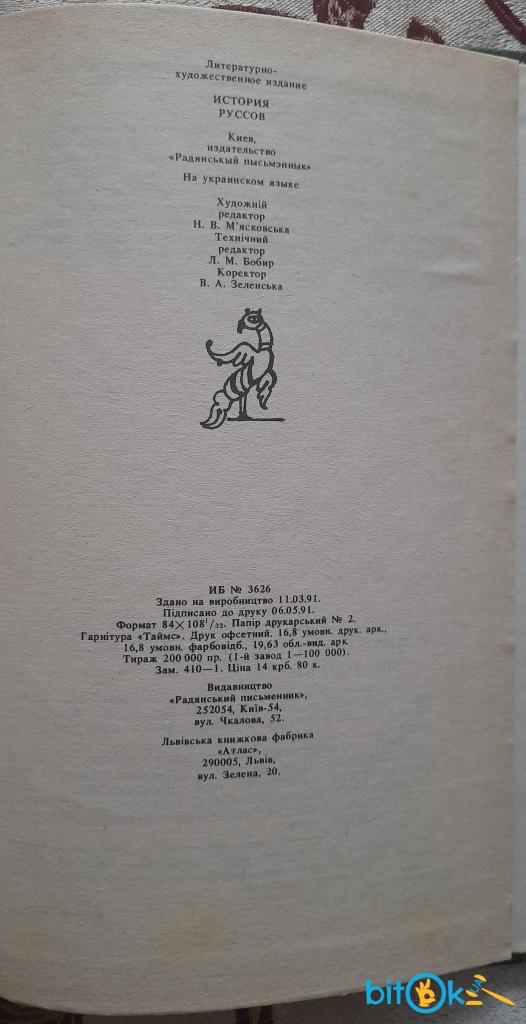 Литературно-
художественное издание
ИСТОРИЯ
РУССОВ
Киев,
издательство
«Радянськый пысьмэннык»
На украинском языке
Художній
редактор
Н. В. М'ясковська
Технічний
редактор
Л. М. Бобир
Коректор
В. А. Зеленська
ИБ № 3626
Здано на виробництво 11.03.91.
Підписано до друку 06.05.91.
Формат 84×108¹/₃₂. Папір друкарський № 2.
Гарнітура «Таймс». Друк офсетний. 16,8 умовн. друк. арк.,
16,8 умовн. фарбовідб., 19,63 обл.-вид. арк.
Тираж 200 000 пр. (1-й завод 1—100 000).
Зам. 410—1. Ціна 14 крб. 80 к.
Видавництво
«Радянський письменник»,
252054, Київ-54,
вул. Чкалова, 52.
Львівська книжкова фабрика
«Атлас»,
290005, Львів,
вул. Зелена, 20.
bitOk
UA